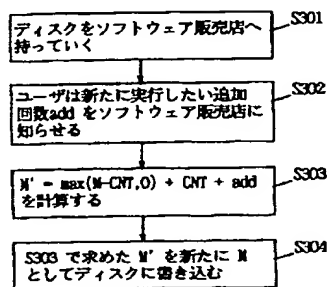 ディスクをソフトウェア販売店へ
持っていく
S301
ユーザは新たに実行したい追加
回数addをソフトウェア販売店に
知らせる
S302
M' = max(M-CNT,0) + CNT + add
を計算する
S303
S303 で求めた M' を新たに M
としてディスクに書き込む
S304